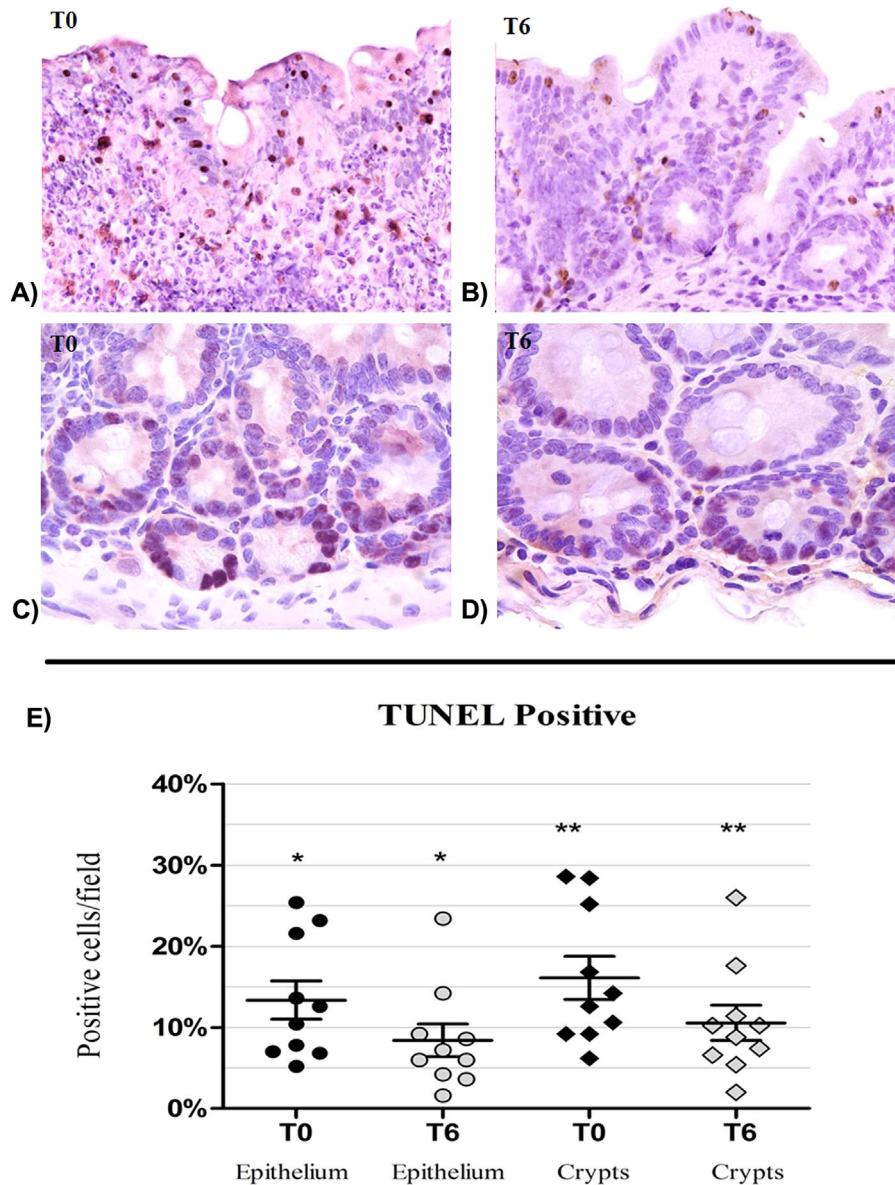 T0
T6
A)
B)
T0
T6
C)
D)
E)
TUNEL Positive
Positive cells/field
40%
30%
20%
10%
0%
*
*
**
**
T0
T6
T0
T6
Epithelium
Epithelium
Crypts
Crypts